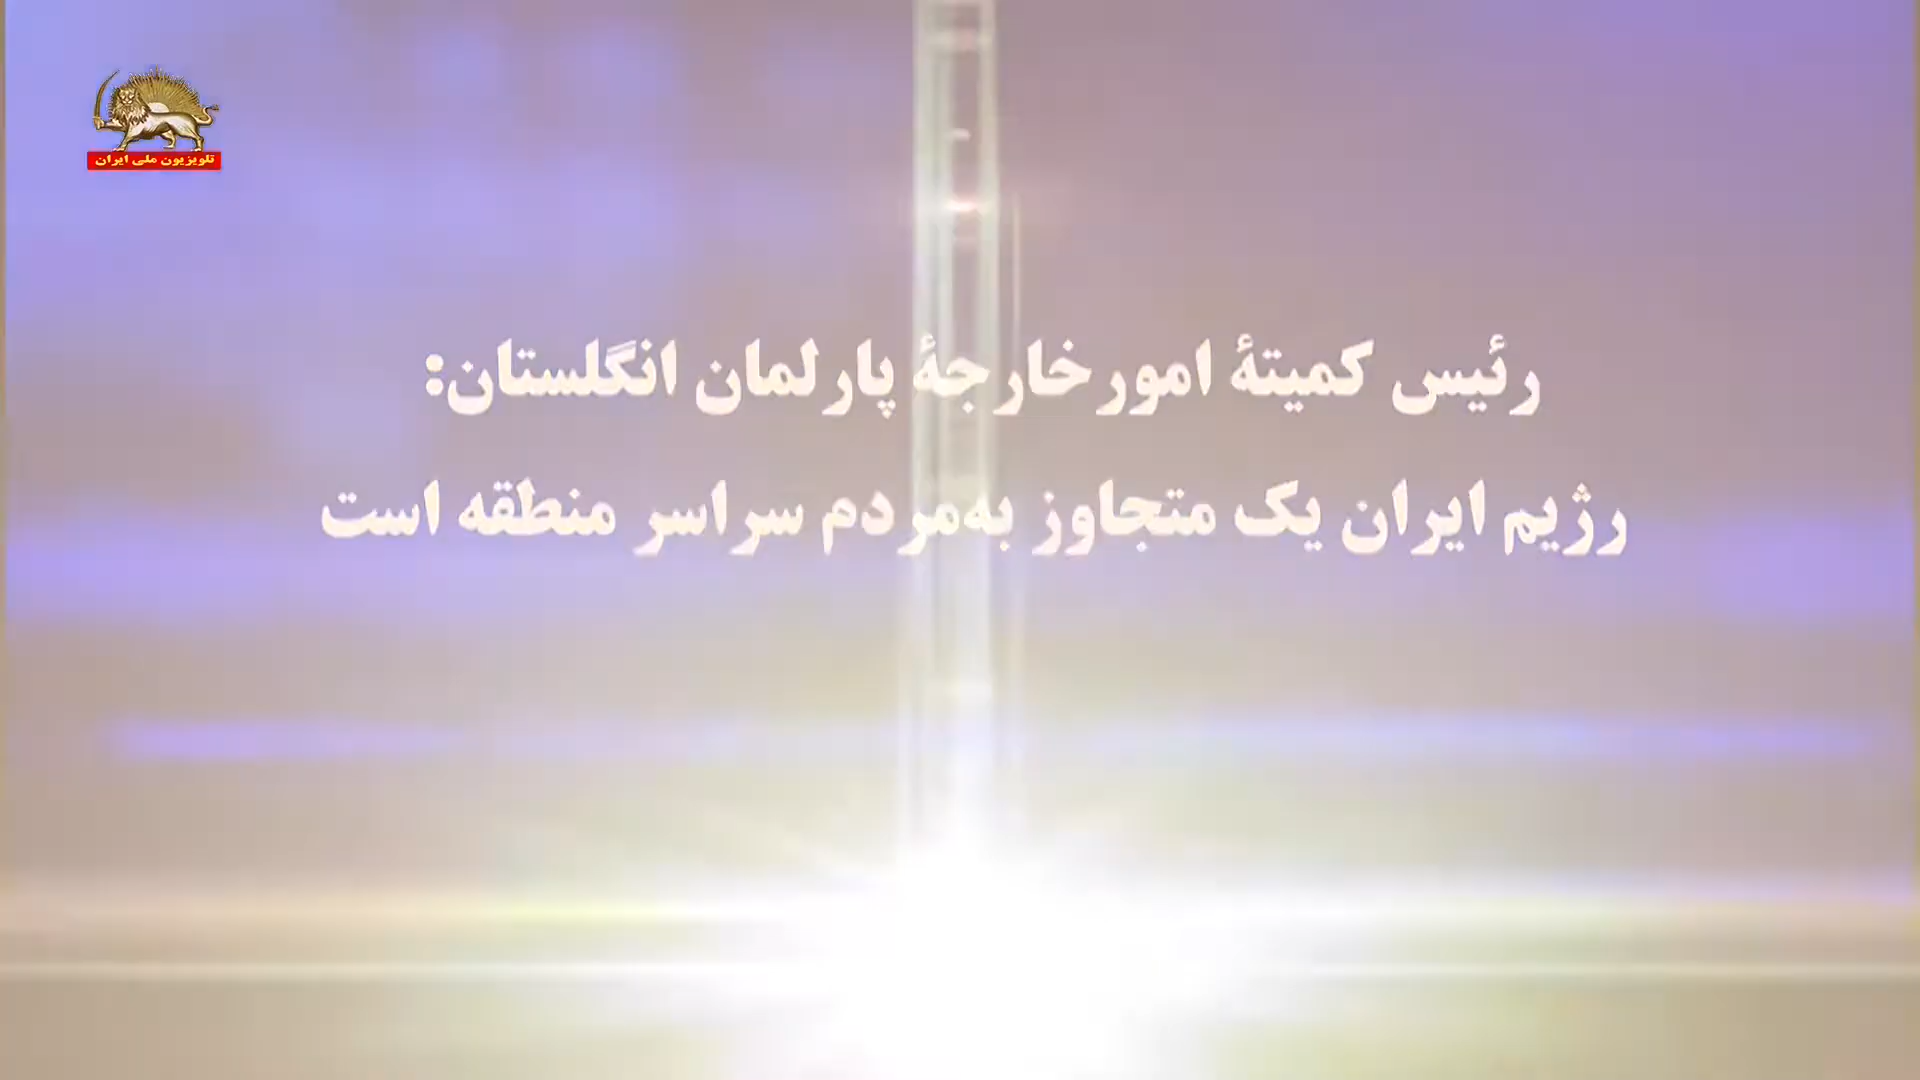 تلویزیون ملی ایران
رئیس کمیتهٔ امورخارجهٔ پارلمان انگلستان:
رژیم ایران یک متجاوز به‌مردم سراسر منطقه است